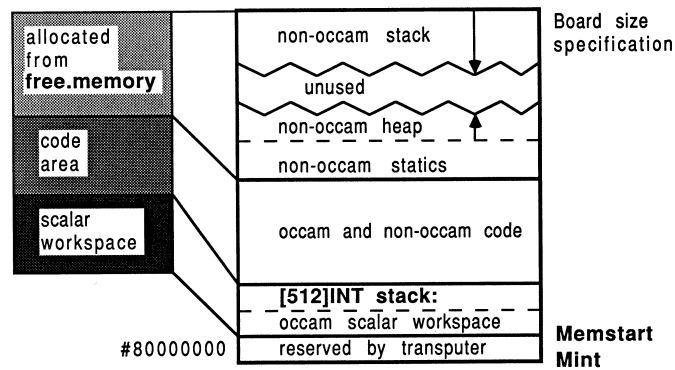 allocated
from
free.memory
code
area
scalar
workspace
#80000000
non-occam stack
unused
non-occam heap
non-occam statics
occam and non-occam code
[512]INT stack:
occam scalar workspace
reserved by transputer
Board size
specification
Memstart
Mint